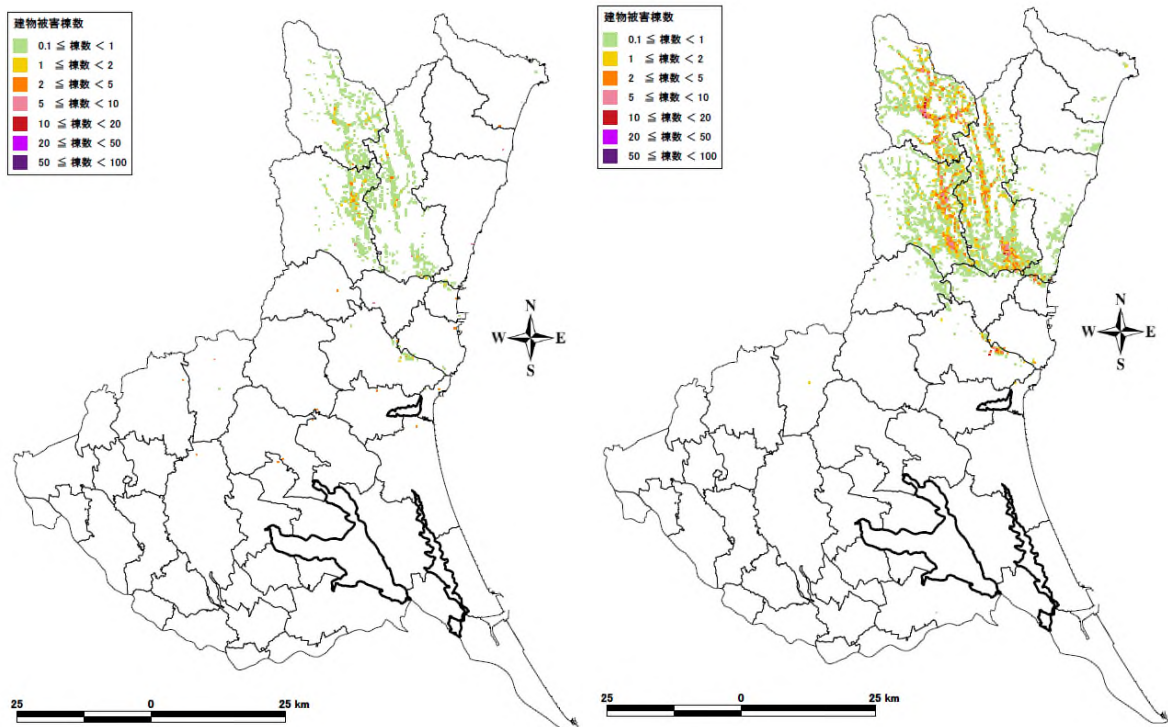 建物被害棟数
0.1 ≦ 棟数 < 1
1 ≦ 棟数 < 2
2 ≦ 棟数 < 5
5 ≦ 棟数 < 10
10 ≦ 棟数 < 20
20 ≦ 棟数 < 50
50 ≦ 棟数 < 100
N
W E
S
25 0 25 km
建物被害棟数
0.1 ≦ 棟数 < 1
1 ≦ 棟数 < 2
2 ≦ 棟数 < 5
5 ≦ 棟数 < 10
10 ≦ 棟数 < 20
20 ≦ 棟数 < 50
50 ≦ 棟数 < 100
N
W E
S
25 0 25 km